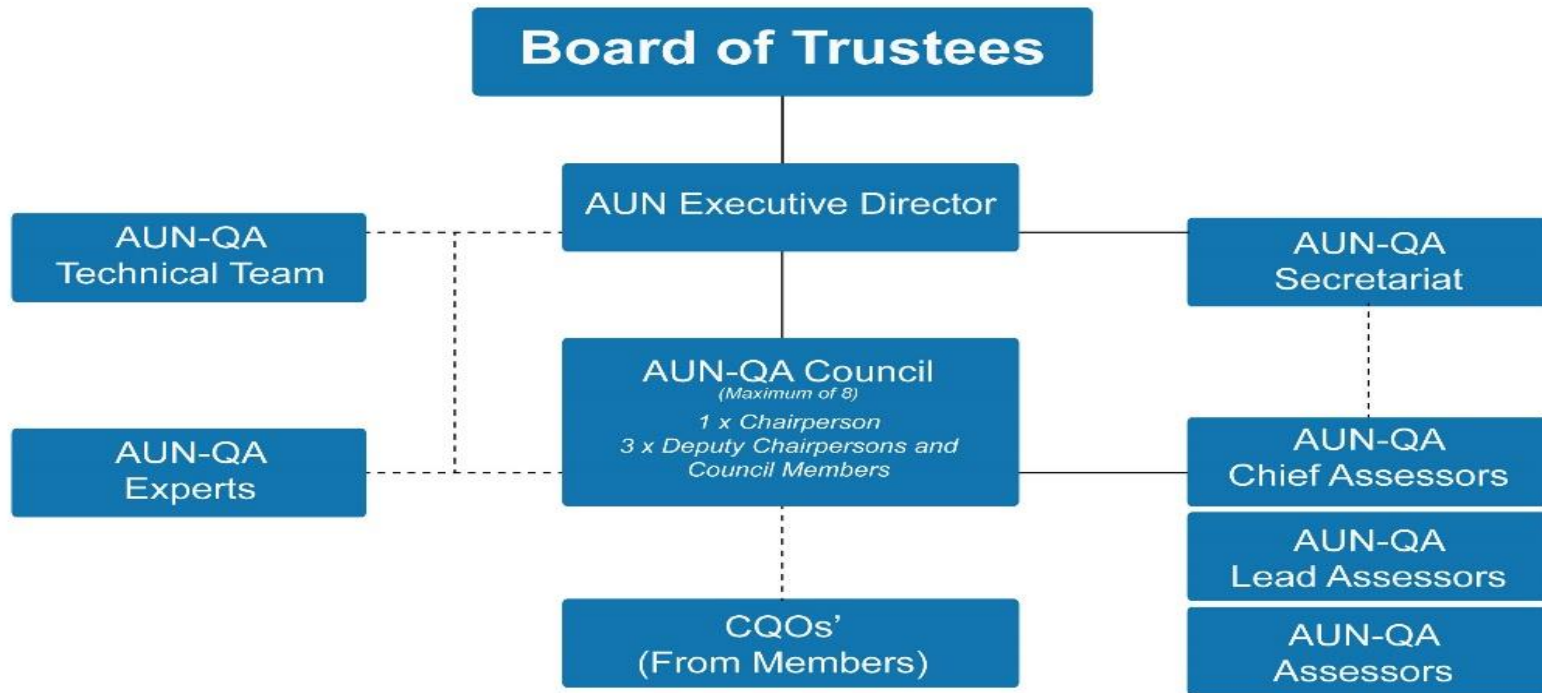 Board of Trustees
AUN Executive Director
AUN-QA
Technical Team
AUN-QA
Secretariat
AUN-QA Council
(Maximum of 8)
1 x Chairperson
3 x Deputy Chairpersons and
Council Members
AUN-QA
Experts
AUN-QA
Chief Assessors
AUN-QA
Lead Assessors
CQOs’
(From Members)
AUN-QA
Assessors